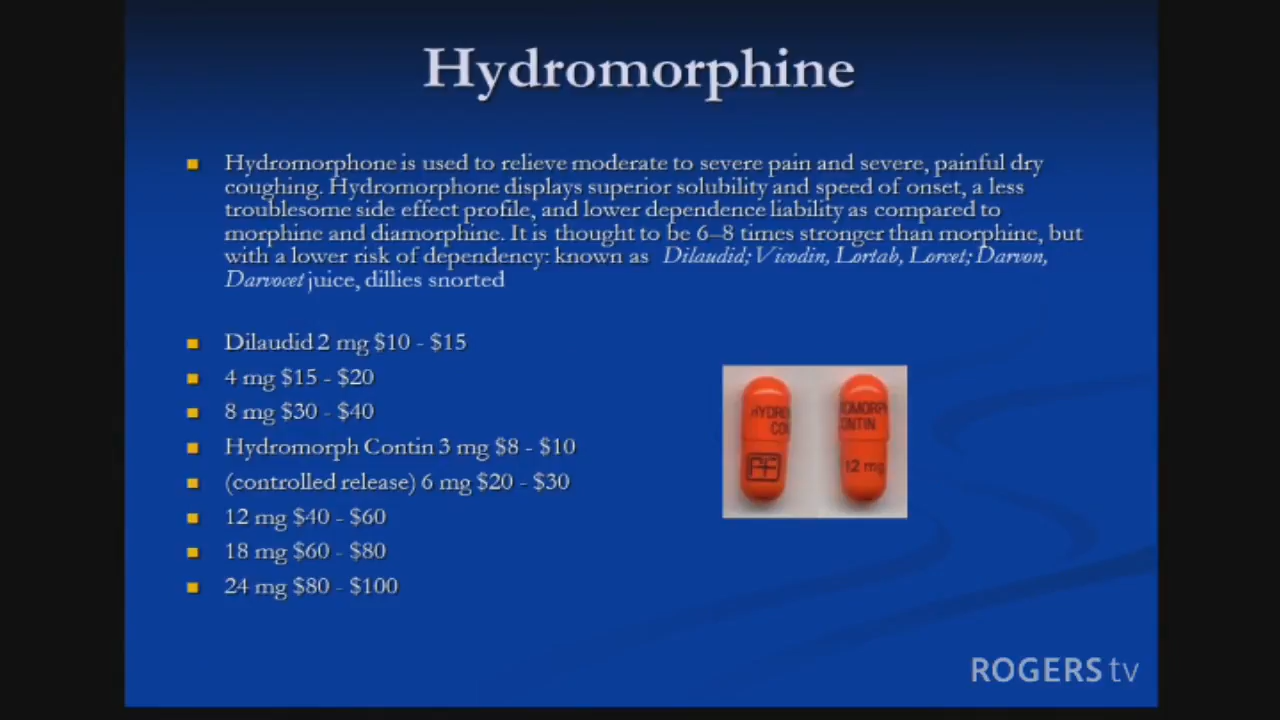 Hydromorphine
Hydromorphone is used to relieve moderate to severe pain and severe, painful dry
coughing. Hydromorphone displays superior solubility and speed of onset, a less
troublesome side effect profile, and lower dependence liability as compared to
morphine and diamorphine. It is thought to be 6–8 times stronger than morphine, but
with a lower risk of dependency: known as Dilaudid; Vicodin, Lortab, Lorcet; Darvon,
Darvocet juice, dillies snorted
Dilaudid 2 mg $10 - $15
4 mg $15 - $20
8 mg $30 - $40
Hydromorph Contin 3 mg $8 - $10
(controlled release) 6 mg $20 - $30
12 mg $40 - $60
18 mg $60 - $80
24 mg $80 - $100
HYDRO
CON
PF
ROMORPH
CONTIN
12 mg
ROGERS tv